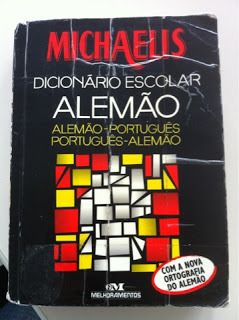 MICHAELIS
DICIONÁRIO ESCOLAR
ALEMÃO
ALEMÃO-PORTUGUÊS
PORTUGUÊS-ALEMÃO
COM A NOVA
ORTOGRAFIA
DO ALEMÃO
MELHORAMENTOS